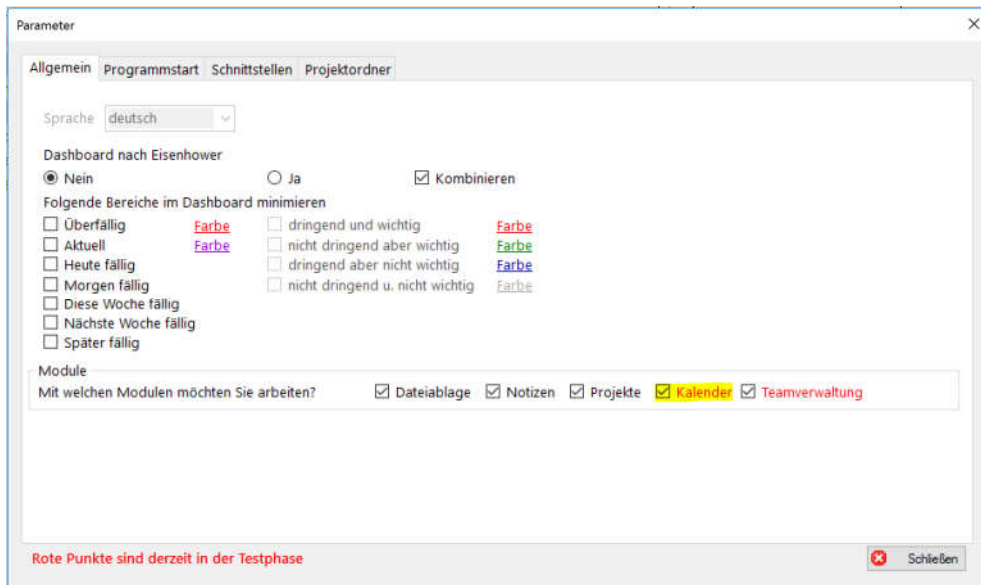 Parameter
Allgemein Programmstart Schnittstellen Projektordner
Sprache deutsch
Dashboard nach Eisenhower
Nein Ja Kombinieren
Folgende Bereiche im Dashboard minimieren
Überfällig Farbe dringend und wichtig Farbe
Aktuell Farbe nicht dringend aber wichtig Farbe
Heute fällig dringend aber nicht wichtig Farbe
Morgen fällig nicht dringend u. nicht wichtig Farbe
Diese Woche fällig
Nächste Woche fällig
Später fällig
Module
Mit welchen Modulen möchten Sie arbeiten? Dateiablage Notizen Projekte Kalender Teamverwaltung
Rote Punkte sind derzeit in der Testphase Schließen